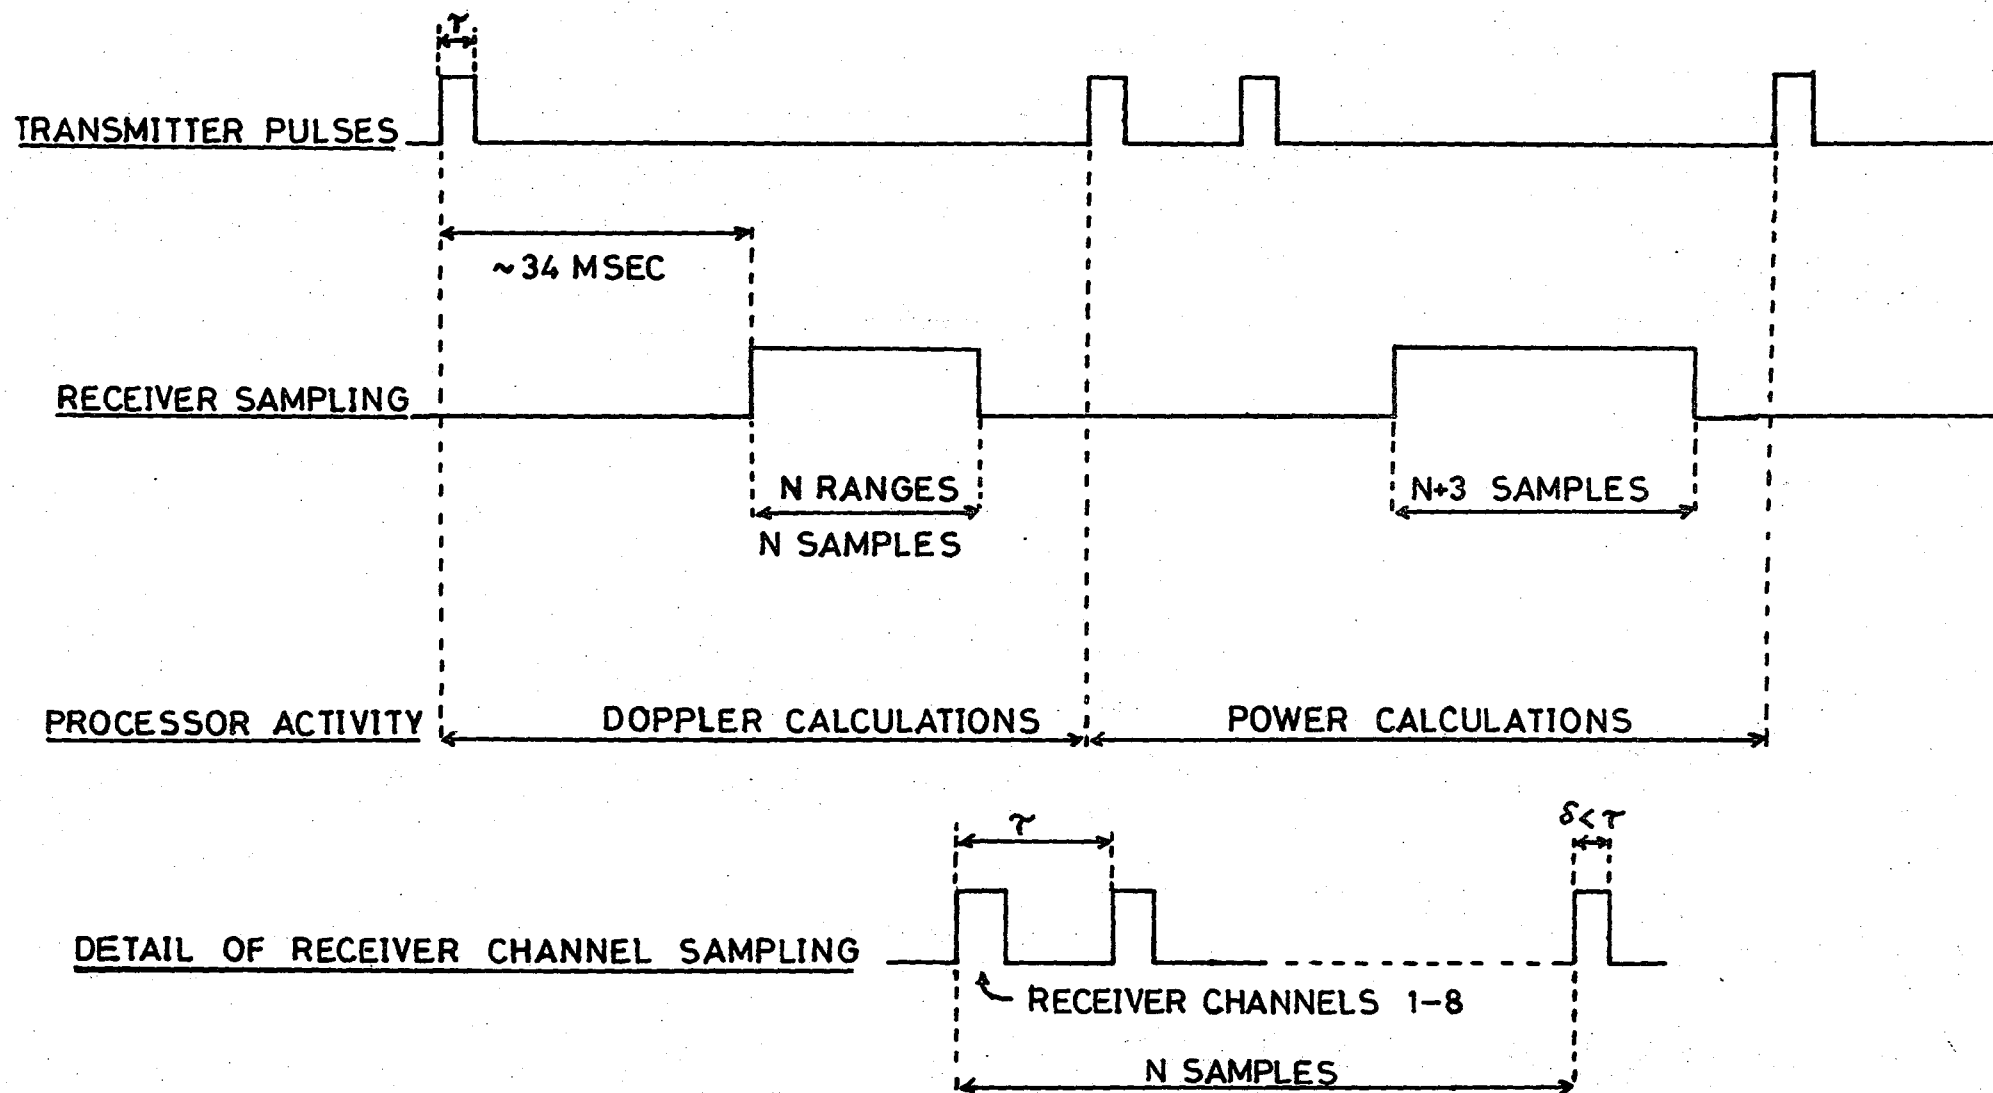 τ
TRANSMITTER PULSES
~34 MSEC
RECEIVER SAMPLING
N RANGES
N SAMPLES
N+3 SAMPLES
PROCESSOR ACTIVITY
DOPPLER CALCULATIONS
POWER CALCULATIONS
τ
δ<τ
DETAIL OF RECEIVER CHANNEL SAMPLING
RECEIVER CHANNELS 1-8
N SAMPLES